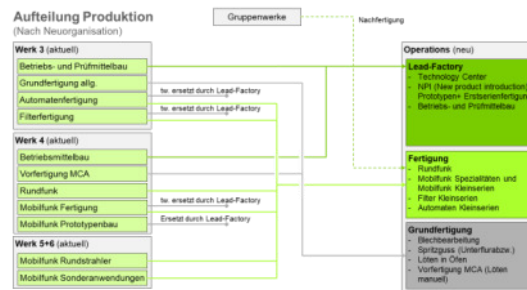 Aufteilung Produktion
(Nach Neuorganisation)
Gruppenwerke
Nachfertigung
Werk 3 (aktuell)
Betriebs- und Prüfmittelbau
Grundfertigung allg.
tw. ersetzt durch Lead-Factory
Automatenfertigung
tw. ersetzt durch Lead-Factory
Filterfertigung
Werk 4 (aktuell)
Betriebsmittelbau
Vorfertigung MCA
Rundfunk
tw. ersetzt durch Lead-Factory
Mobilfunk Fertigung
Ersetzt durch Lead-Factory
Mobilfunk Prototypenbau
Werk 5+6 (aktuell)
Mobilfunk Rundstrahler
Mobilfunk Sonderanwendungen
Operations (neu)
Lead-Factory
- Technology Center
- NPI (New product introduction)
Prototypen+ Erstserienfertigun
- Betriebs- und Prüfmittelbau
Fertigung
- Rundfunk
- Mobilfunk Spezialitäten und
Mobilfunk Kleinserien
- Filter Kleinserien
- Automaten Kleinserien
Grundfertigung
- Blechbearbeitung
- Spritzguss (Unterflurabzw.)
- Löten in Öfen
- Vorfertigung MCA (Löten
manuell)